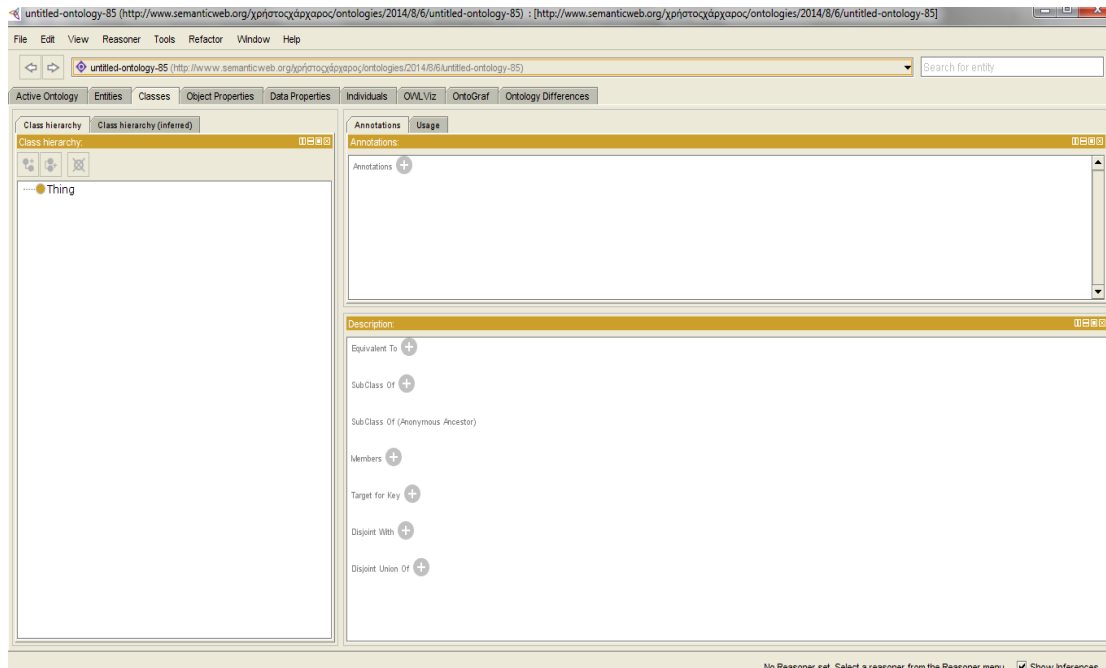 untitled-ontology-85 (http://www.semanticweb.org/χρήστοςχάρχαρος/ontologies/2014/8/6/untitled-ontology-85) : [http://www.semanticweb.org/χρήστοςχάρχαρος/ontologies/2014/8/6/untitled-ontology-85]
File Edit View Reasoner Tools Refactor Window Help
untitled-ontology-85 (http://www.semanticweb.org/χρήστοςχάρχαρος/ontologies/2014/8/6/untitled-ontology-85)
Search for entity
Active Ontology Entities Classes Object Properties Data Properties Individuals OWLViz OntoGraf Ontology Differences
Class hierarchy Class hierarchy (inferred)
Class hierarchy:
Thing
Annotations Usage
Annotations:
Annotations
Description:
Equivalent To
SubClass Of
SubClass Of (Anonymous Ancestor)
Members
Target for Key
Disjoint With
Disjoint Union Of
No Reasoner set. Select a reasoner from the Reasoner menu Show Inferences